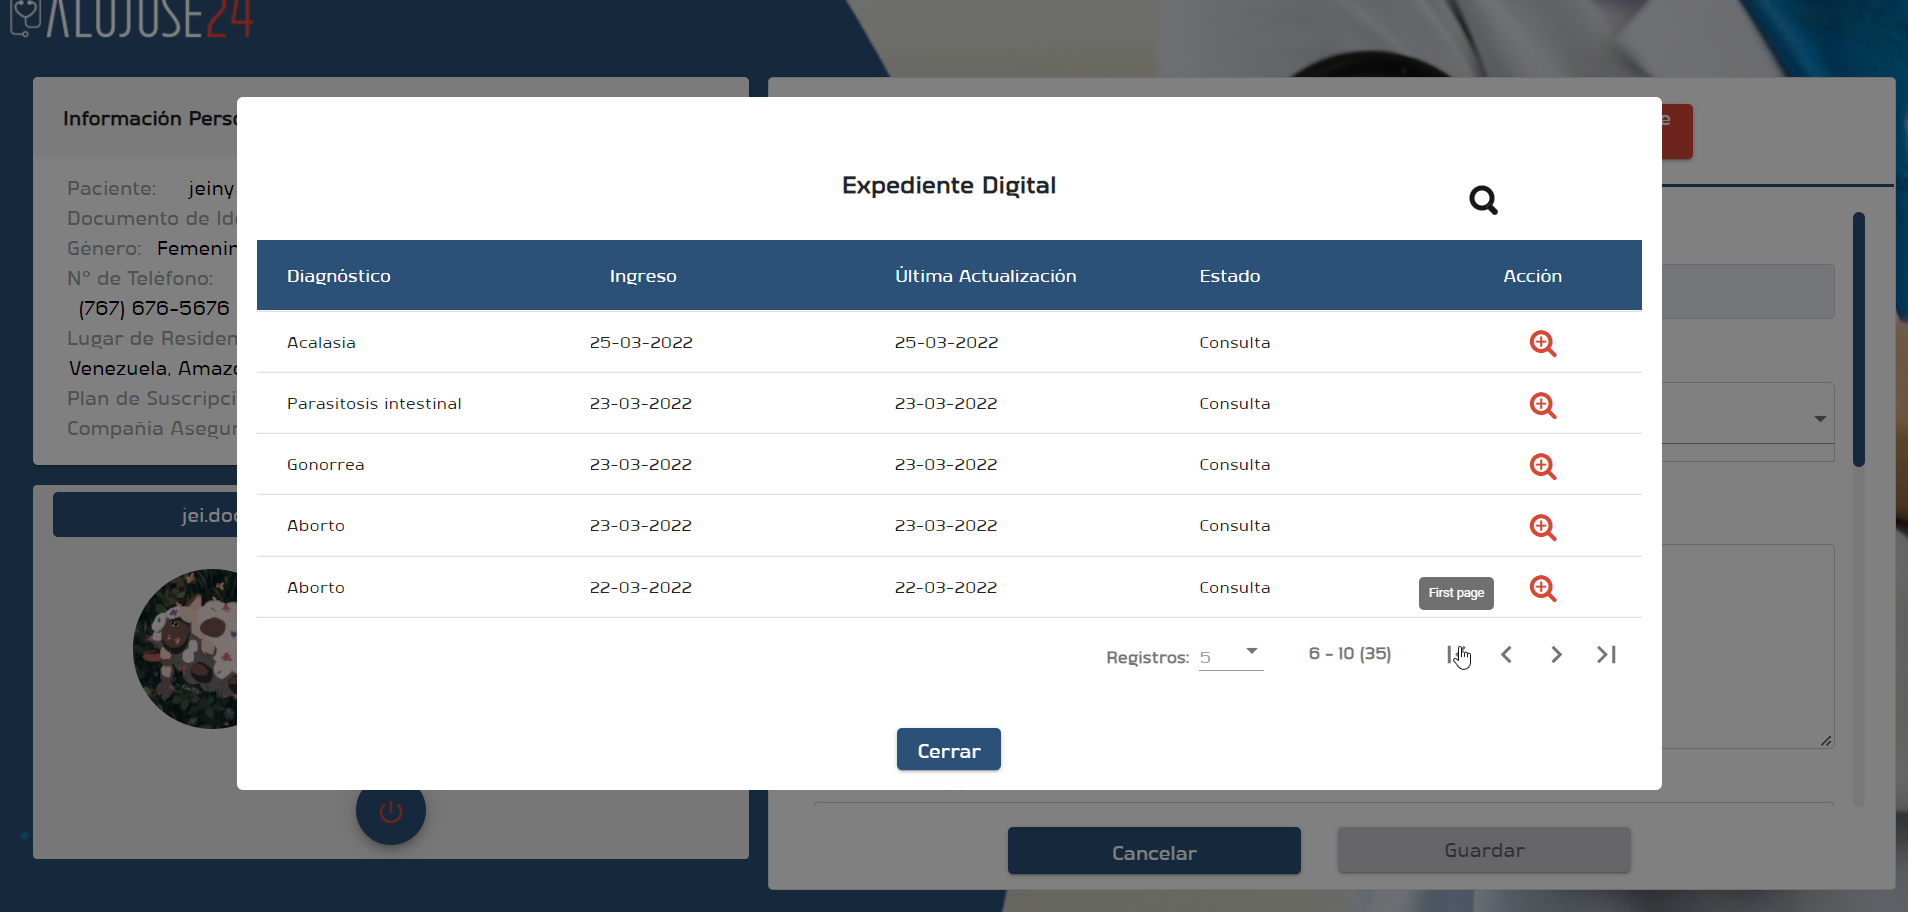 ALOJUSE24
Información Perso
Paciente: jeiny
Documento de Ide
Género: Femenin
N° de Teléfono:
(767) 676-5676
Lugar de Residen
Venezuela, Amazo
Plan de Suscripci
Compañia Asegur
jei.doc
e
Expediente Digital
Diagnóstico Ingreso Última Actualización Estado Acción
Acalasia 25-03-2022 25-03-2022 Consulta
Parasitosis intestinal 23-03-2022 23-03-2022 Consulta
Gonorrea 23-03-2022 23-03-2022 Consulta
Aborto 23-03-2022 23-03-2022 Consulta
Aborto 22-03-2022 22-03-2022 Consulta
First page
Registros: 5 6 - 10 (35)
Cerrar
Cancelar Guardar